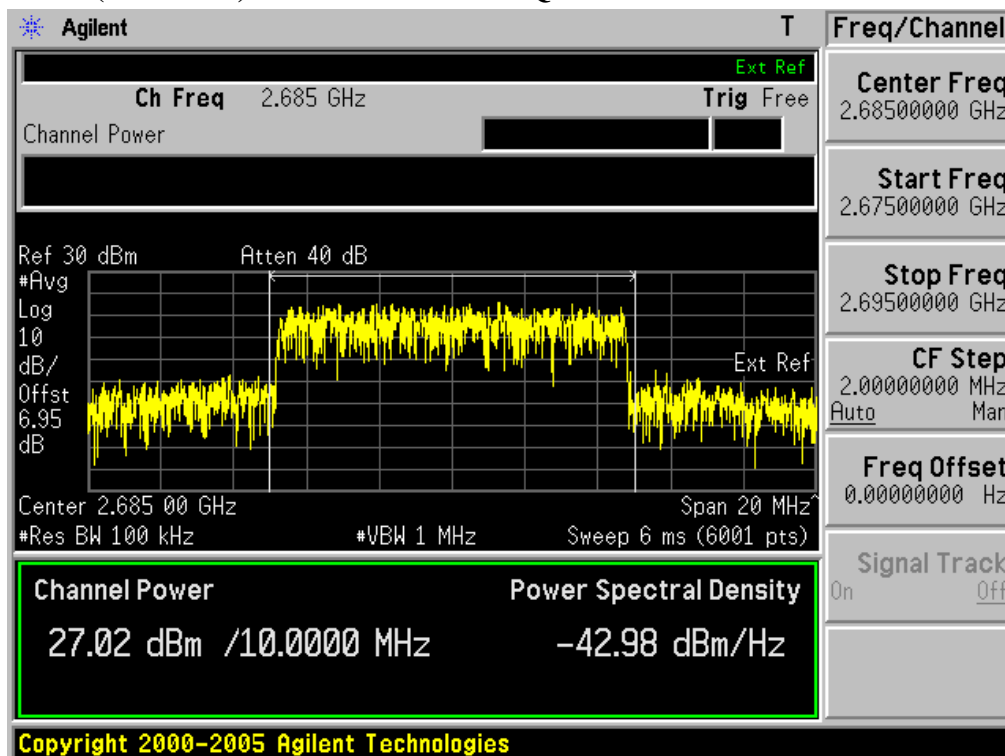 Agilent T
Freq/Channel
Ext Ref
Ch Freq 2.685 GHz Trig Free
Channel Power
Ref 30 dBm Atten 40 dB
#Avg
Log
10
dB/
Offst
6.95
dB
Ext Ref
Center 2.685 00 GHz Span 20 MHz^
#Res BW 100 kHz #VBW 1 MHz Sweep 6 ms (6001 pts)
Channel Power Power Spectral Density
27.02 dBm /10.0000 MHz -42.98 dBm/Hz
Copyright 2000-2005 Agilent Technologies
Center Freq
2.68500000 GHz
Start Freq
2.67500000 GHz
Stop Freq
2.69500000 GHz
CF Step
2.00000000 MHz
Auto Man
Freq Offset
0.00000000 Hz
Signal Track
On Off